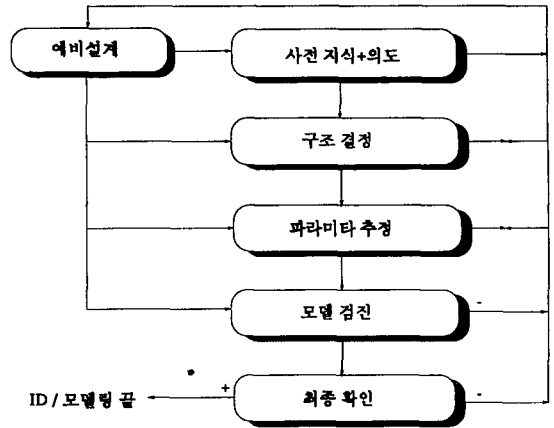 예비설계
사전 지식+의도
구조 결정
파라미타 추정
모델 검진
-
ID / 모델링 끝
+
최종 확인
-